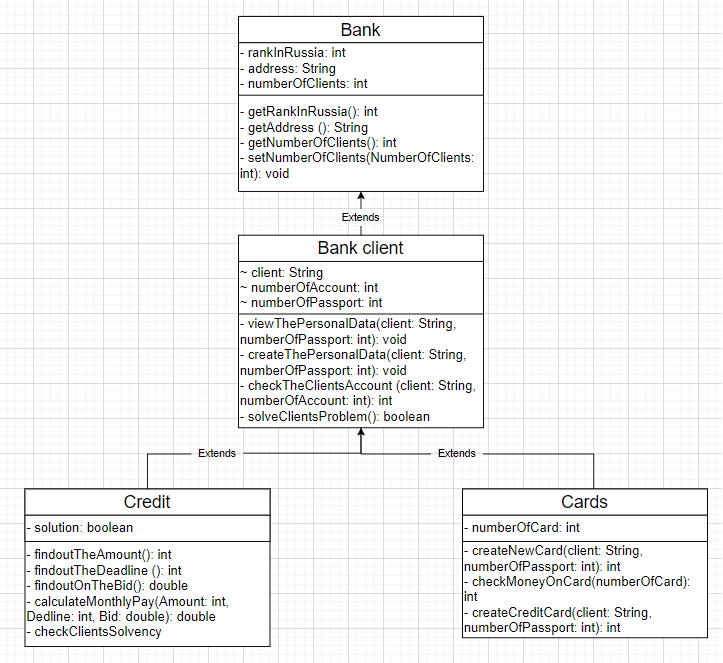 Bank
- rankInRussia: int
- address: String
- numberOfClients: int
- getRankInRussia(): int
- getAddress (): String
- getNumberOfClients(): int
- setNumberOfClients(NumberOfClients:
int): void
Extends
Bank client
~ client: String
~ numberOfAccount: int
~ numberOfPassport: int
- viewThePersonalData(client: String,
numberOfPassport: int): void
- createThePersonalData(client: String,
numberOfPassport: int): void
- checkTheClientsAccount (client: String,
numberOfAccount: int): int
- solveClientsProblem(): boolean
Extends
Extends
Credit
- solution: boolean
- findoutTheAmount(): int
- findoutTheDeadline (): int
- findoutOnTheBid(): double
- calculateMonthlyPay(Amount: int,
Dedline: int, Bid: double): double
- checkClientsSolvency
Cards
- numberOfCard: int
- createNewCard(client: String,
numberOfPassport: int): int
- checkMoneyOnCard(numberOfCard):
int
- createCreditCard(client: String,
numberOfPassport: int): int